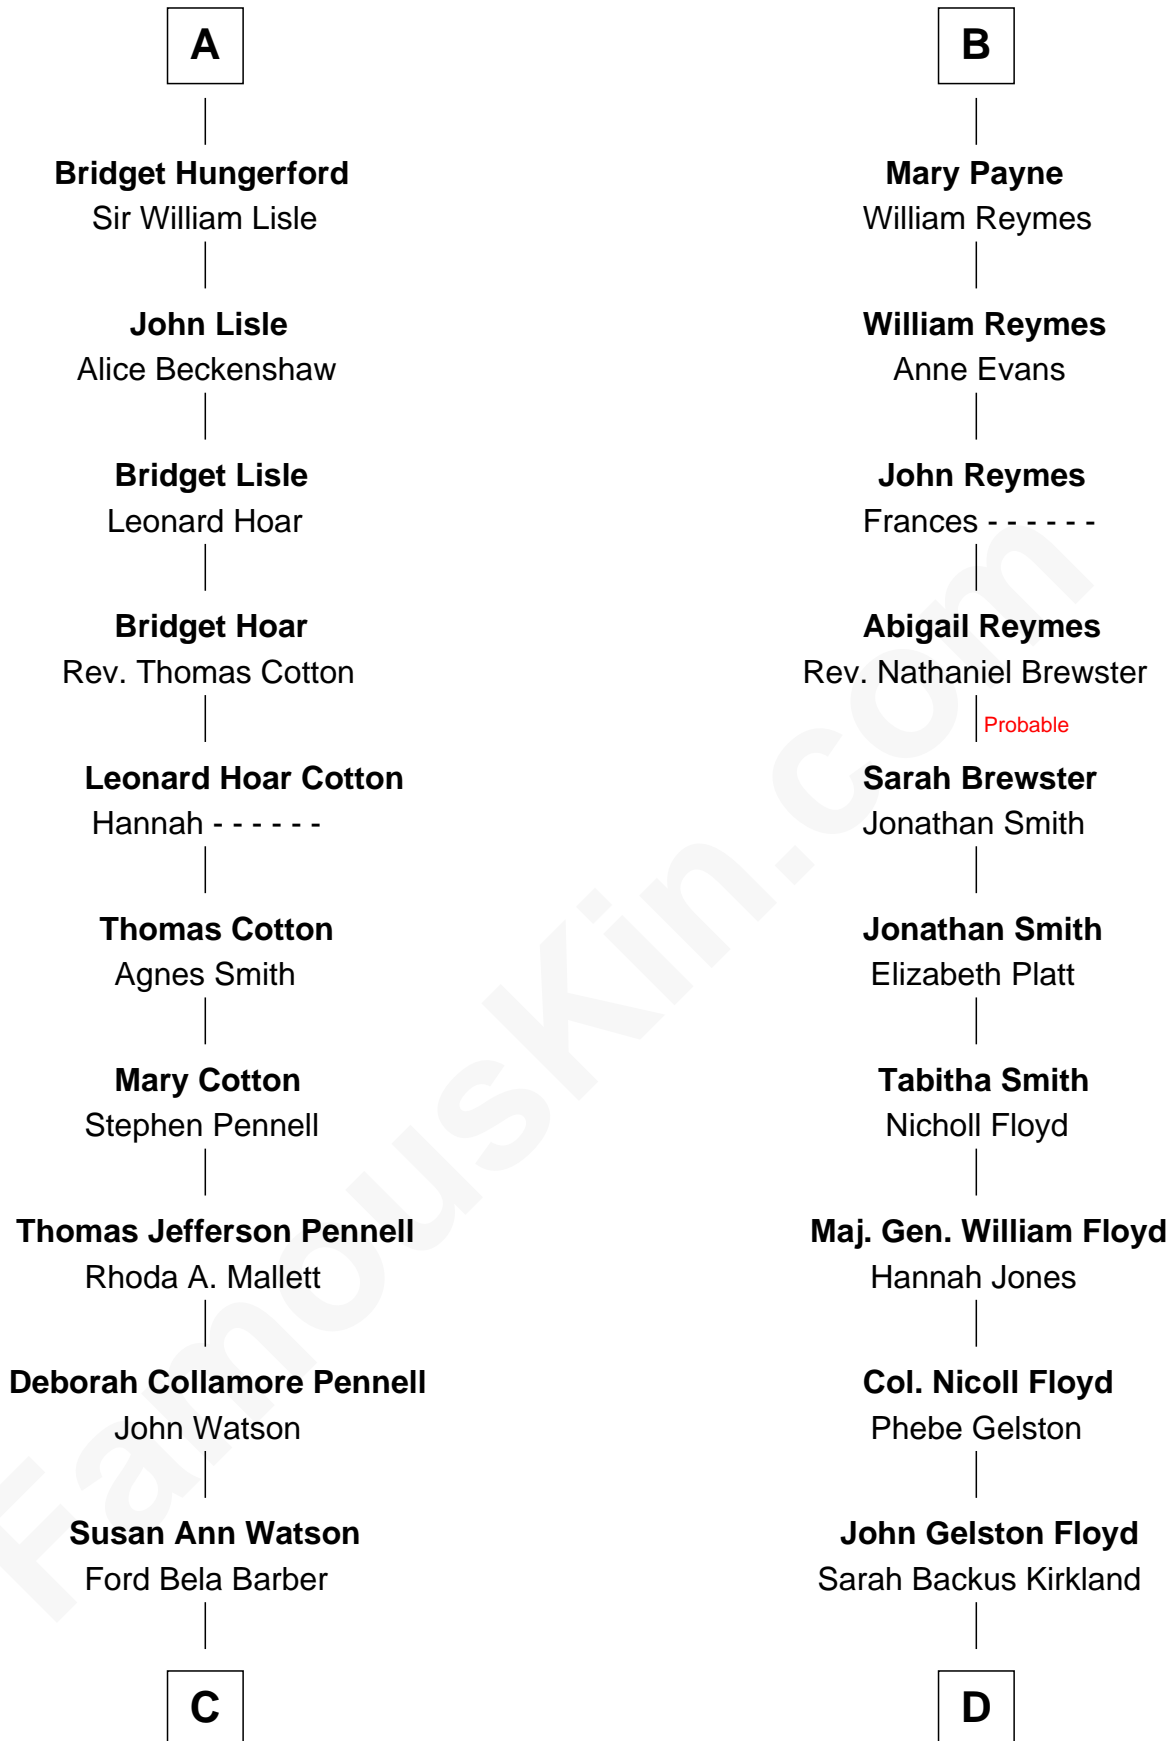 A
Bridget Hungerford
Sir William Lisle
John Lisle
Alice Beckenshaw
Bridget Lisle
Leonard Hoar
Bridget Hoar
Rev. Thomas Cotton
Leonard Hoar Cotton
Hannah - - - - - -
Thomas Cotton
Agnes Smith
Mary Cotton
Stephen Pennell
Thomas Jefferson Pennell
Rhoda A. Mallett
Deborah Collamore Pennell
John Watson
Susan Ann Watson
Ford Bela Barber
C
B
Mary Payne
William Reymes
William Reymes
Anne Evans
John Reymes
Frances - - - - - -
Abigail Reymes
Rev. Nathaniel Brewster
Probable
Sarah Brewster
Jonathan Smith
Jonathan Smith
Elizabeth Platt
Tabitha Smith
Nicholl Floyd
Maj. Gen. William Floyd
Hannah Jones
Col. Nicoll Floyd
Phebe Gelston
John Gelston Floyd
Sarah Backus Kirkland
D
FamousKin.com